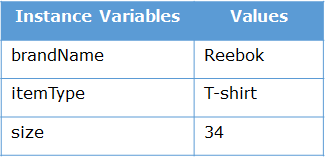 Instance Variables Values
brandName Reebok
itemType T-shirt
size 34